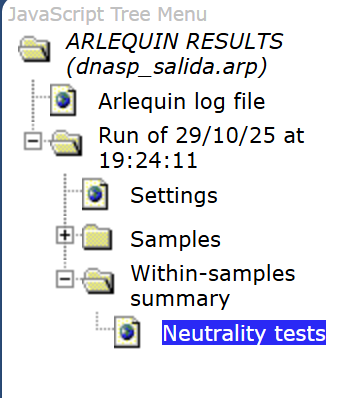 JavaScript Tree Menu
ARLEQUIN RESULTS
(dnasp_salida.arp)
Arlequin log file
Run of 29/10/25 at
19:24:11
Settings
Samples
Within-samples
summary
Neutrality tests